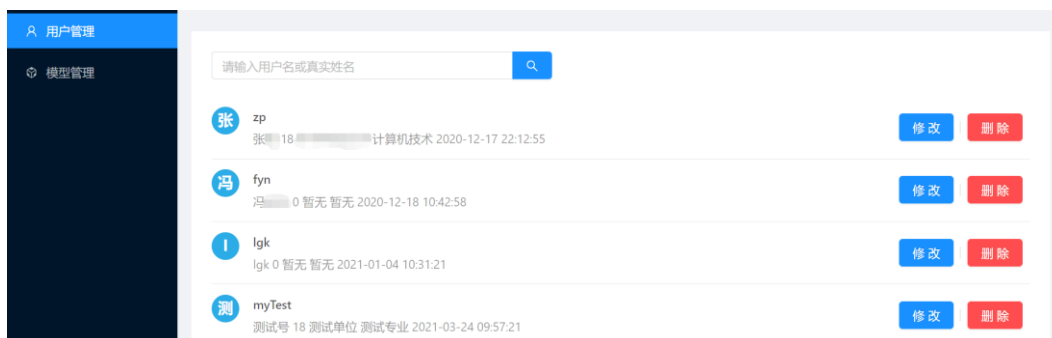 用户管理
模型管理
请输入用户名或真实姓名
张
zp
张 18 计算机技术 2020-12-17 22:12:55
修 改
删 除
冯
fyn
冯 0 暂无 暂无 2020-12-18 10:42:58
修 改
删 除
l
lgk
lgk 0 暂无 暂无 2021-01-04 10:31:21
修 改
删 除
测
myTest
测试号 18 测试单位 测试专业 2021-03-24 09:57:21
修 改
删 除